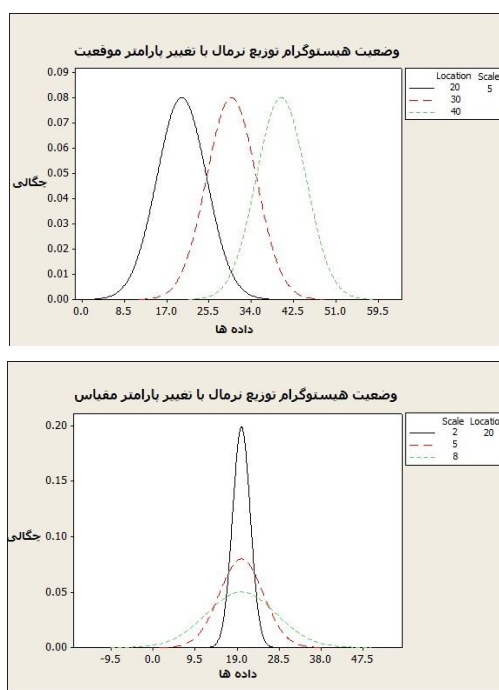 وضعیت هیستوگرام توزیع نرمال با تغییر پارامتر موقعیت
0.09
0.08
0.07
0.06
0.05
0.04
0.03
0.02
0.01
0.00
چگالی
0.0 8.5 17.0 25.5 34.0 42.5 51.0 59.5
داده ها
Location Scale
20 5
30
40
وضعیت هیستوگرام توزیع نرمال با تغییر پارامتر مقیاس
0.20
0.15
0.10
0.05
0.00
چگالی
-9.5 0.0 9.5 19.0 28.5 38.0 47.5
داده ها
Scale Location
2 20
5
8